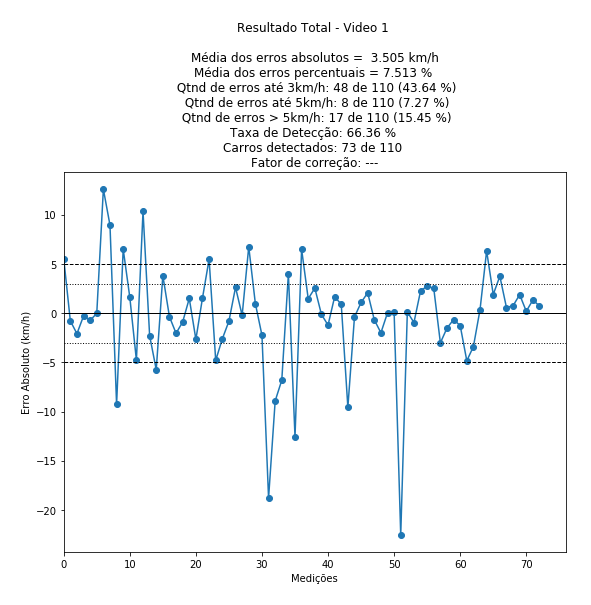 Resultado Total - Video 1
Média dos erros absolutos =  3.505 km/h
Média dos erros percentuais = 7.513 %
Qtnd de erros até 3km/h: 48 de 110 (43.64 %)
Qtnd de erros até 5km/h: 8 de 110 (7.27 %)
Qtnd de erros > 5km/h: 17 de 110 (15.45 %)
Taxa de Detecção: 66.36 %
Carros detectados: 73 de 110
Fator de correção: ---
10
5
0
−5
−10
−15
−20
Erro Absoluto (km/h)
0 10 20 30 40 50 60 70
Medições